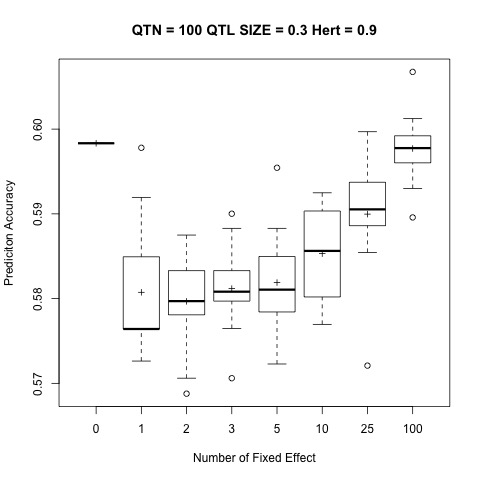 QTN = 100 QTL SIZE = 0.3 Hert = 0.9
Prediciton Accuracy
0.60
0.59
0.58
0.57
0 1 2 3 5 10 25 100
Number of Fixed Effect